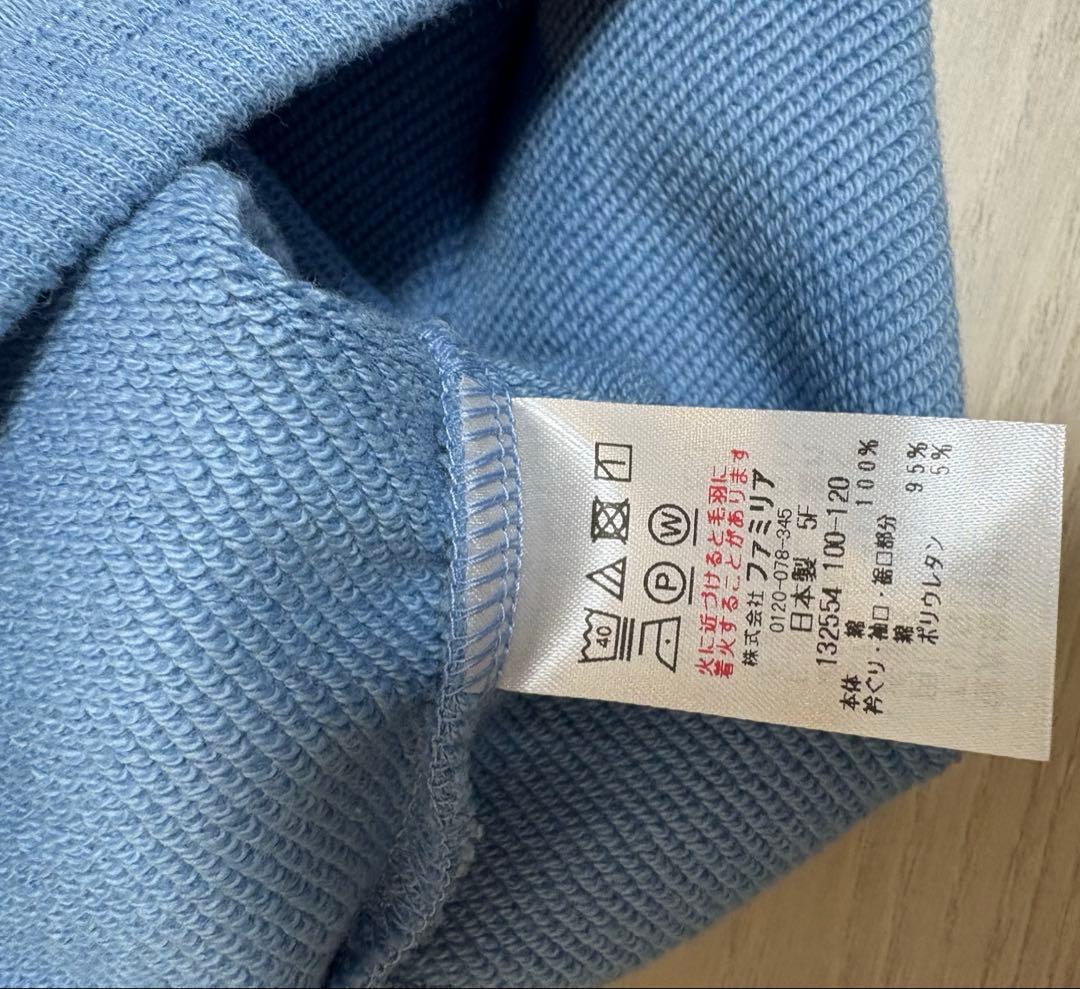 40
P W
火に近づけると毛羽に
着火することがあります
株式会社ファミリア
0120-078-345
日本製 5F
132554 100-120
本体 綿 100%
衿ぐり・袖口・裾口部分
綿 95%
ポリウレタン 5%